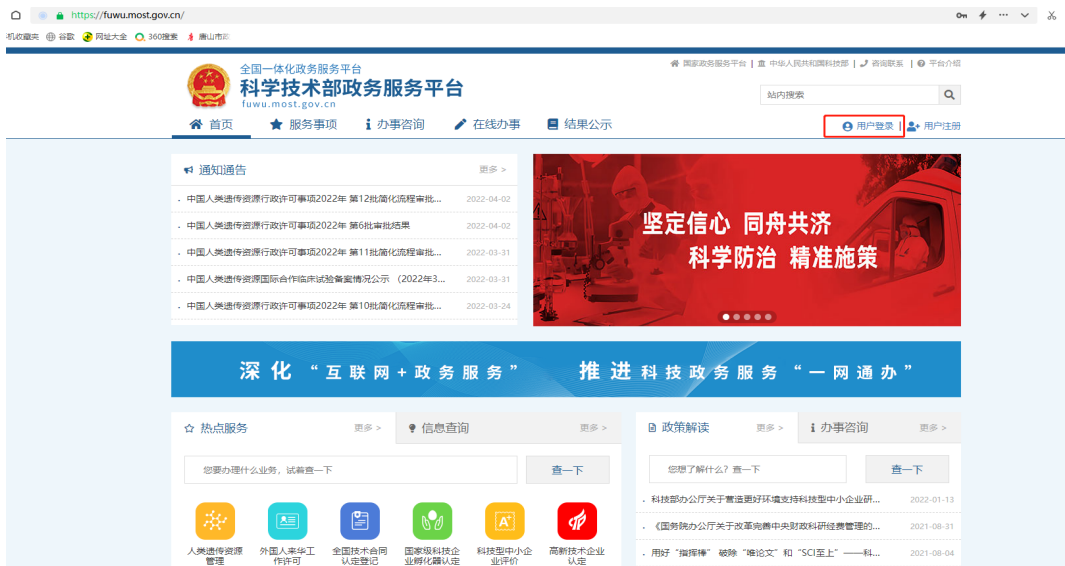 https://fuwu.most.gov.cn/
机收藏夹 谷歌 网址大全 360搜索 唐山市
全国一体化政务服务平台
科学技术部政务服务平台
fuwu.most.gov.cn
国家政务服务平台 | 中华人民共和国科技部 | 咨询联系 | 平台介绍
站内搜索
首页 服务事项 办事咨询 在线办事 结果公示
用户登录 | 用户注册
通知通告 更多 >
中国人类遗传资源行政许可事项2022年 第12批简化流程审批... 2022-04-02
中国人类遗传资源行政许可事项2022年 第6批审批结果 2022-04-02
中国人类遗传资源行政许可事项2022年 第11批简化流程审批... 2022-03-31
中国人类遗传资源国际合作临床试验备案情况公示 （2022年3... 2022-03-31
中国人类遗传资源行政许可事项2022年 第10批简化流程审批... 2022-03-24
坚定信心 同舟共济
科学防治 精准施策
深化“互联网+政务服务” 推进科技政务服务“一网通办”
热点服务 更多 >
信息查询 更多 >
您要办理什么业务，试着查一下 查一下
人类遗传资源
管理
外国人来华工
作许可
全国技术合同
认定登记
国家级科技企
业孵化器认定
A+
科技型中小企
业评价
高新技术企业
认定
政策解读 更多 >
办事咨询 更多 >
您想了解什么？查一下 查一下
科技部办公厅关于营造更好环境支持科技型中小企业研... 2022-01-13
《国务院办公厅关于改革完善中央财政科研经费管理的... 2021-08-31
用好“指挥棒” 破除“唯论文”和“SCI至上”——科... 2021-08-04